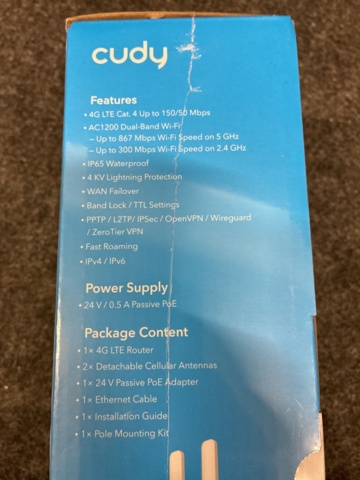 cudy
Features
• 4G LTE Cat. 4 Up to 150/50 Mbps
• AC1200 Dual-Band Wi-Fi
– Up to 867 Mbps Wi-Fi Speed on 5 GHz
– Up to 300 Mbps Wi-Fi Speed on 2.4 GHz
• IP65 Waterproof
• 4 KV Lightning Protection
• WAN Failover
• Band Lock / TTL Settings
• PPTP / L2TP/ IPSec / OpenVPN / Wireguard
/ ZeroTier VPN
• Fast Roaming
• IPv4 / IPv6
Power Supply
• 24 V / 0.5 A Passive PoE
Package Content
• 1× 4G LTE Router
• 2× Detachable Cellular Antennas
• 1× 24 V Passive PoE Adapter
• 1× Ethernet Cable
• 1× Installation Guide
• 1× Pole Mounting Kit